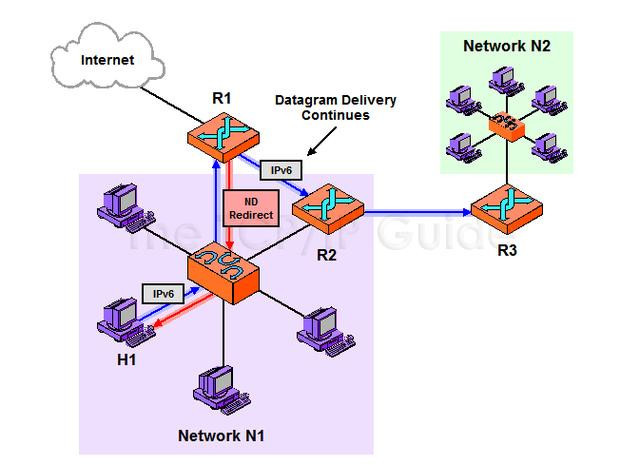 Network N2
Internet
R1
Datagram Delivery
Continues
IPv6
ND
Redirect
The TCP/IP Guide
R2
R3
IPv6
H1
Network N1